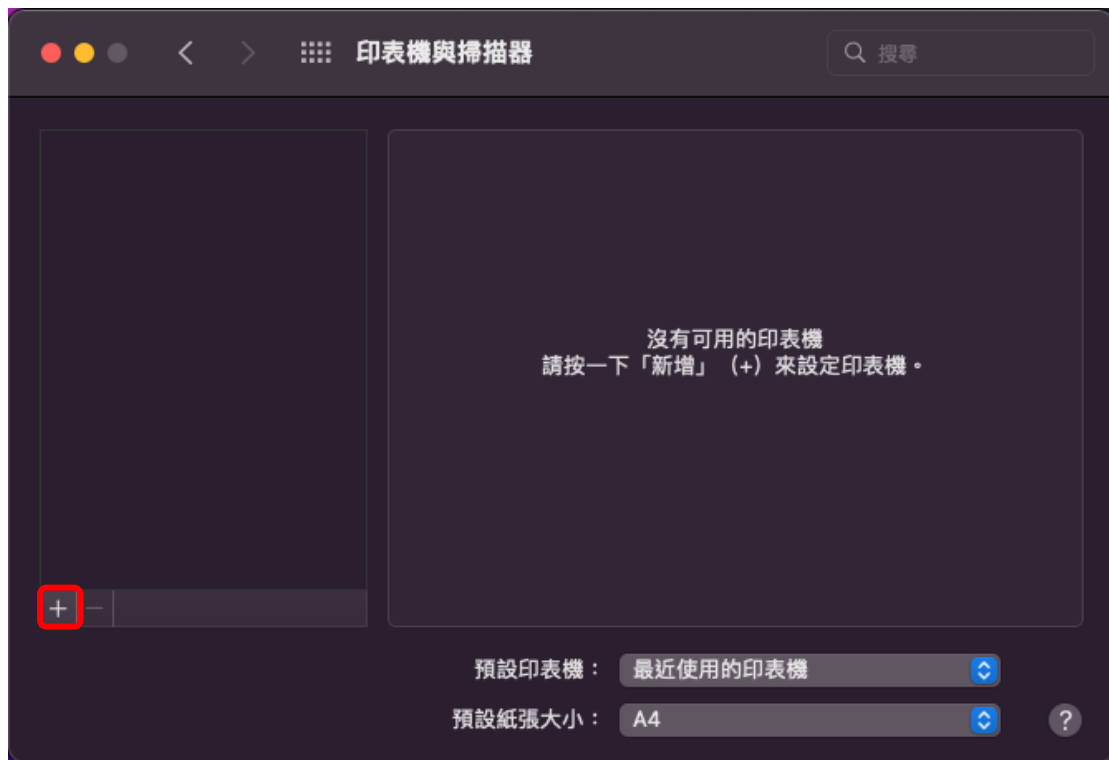 印表機與掃描器
搜尋
沒有可用的印表機
請按一下「新增」（+）來設定印表機。
+ −
預設印表機： 最近使用的印表機
預設紙張大小： A4
?